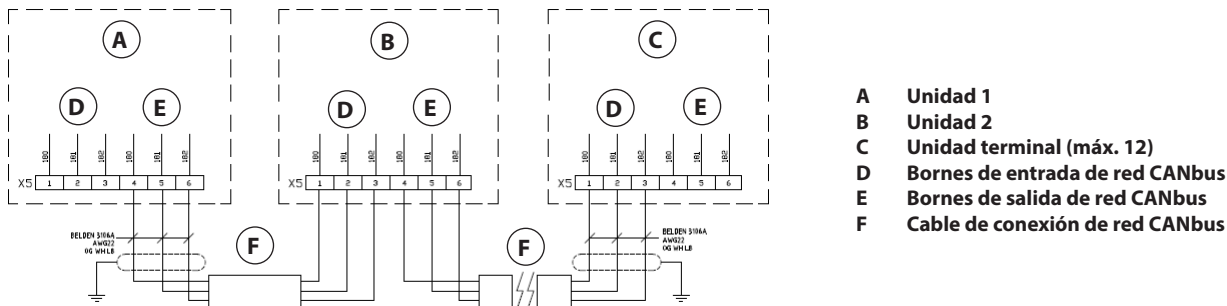 A
B
C
D
E
D
E
D
E
180
181
182
180
181
182
180
181
182
180
181
182
180
181
182
180
181
182
X5
1
2
3
4
5
6
X5
1
2
3
4
5
6
X5
1
2
3
4
5
6
BELDEN 3106A
AWG22
OG WH LB
F
F
BELDEN 3106A
AWG22
OG WH LB
A Unidad 1
B Unidad 2
C Unidad terminal (máx. 12)
D Bornes de entrada de red CANbus
E Bornes de salida de red CANbus
F Cable de conexión de red CANbus